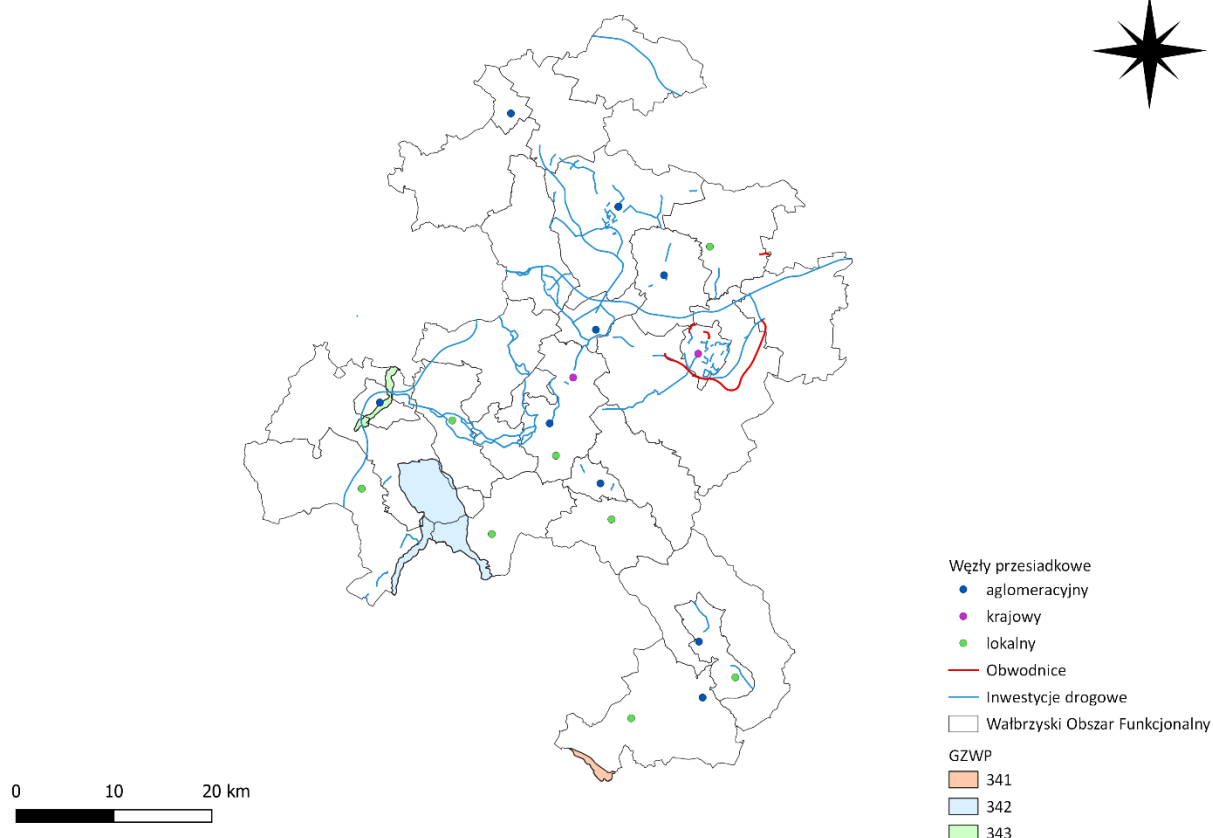 Węzły przesiadkowe
aglomeracyjny
krajowy
lokalny
Obwodnice
Inwestycje drogowe
Wałbrzyski Obszar Funkcjonalny
GZWP
341
342
343
0 10 20 km